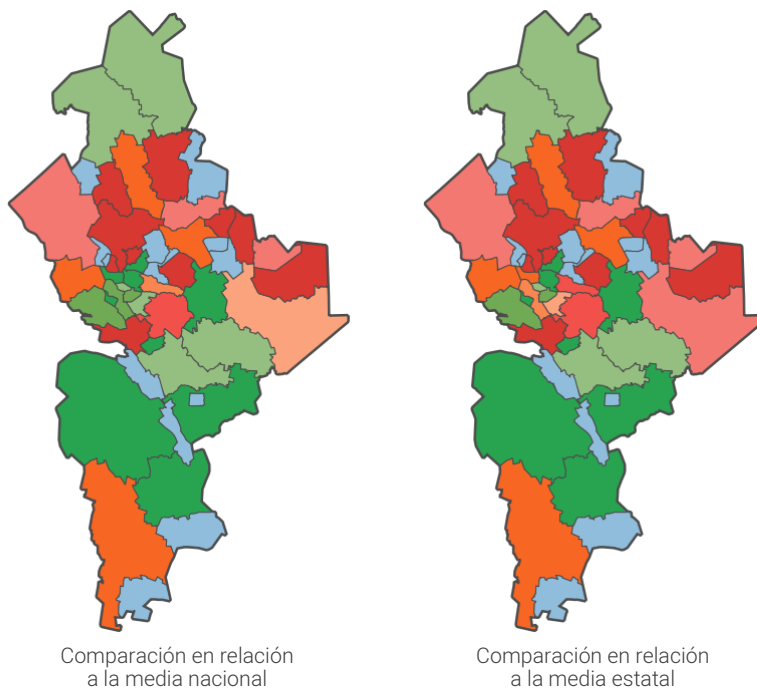 Comparación en relación
a la media nacional
Comparación en relación
a la media estatal